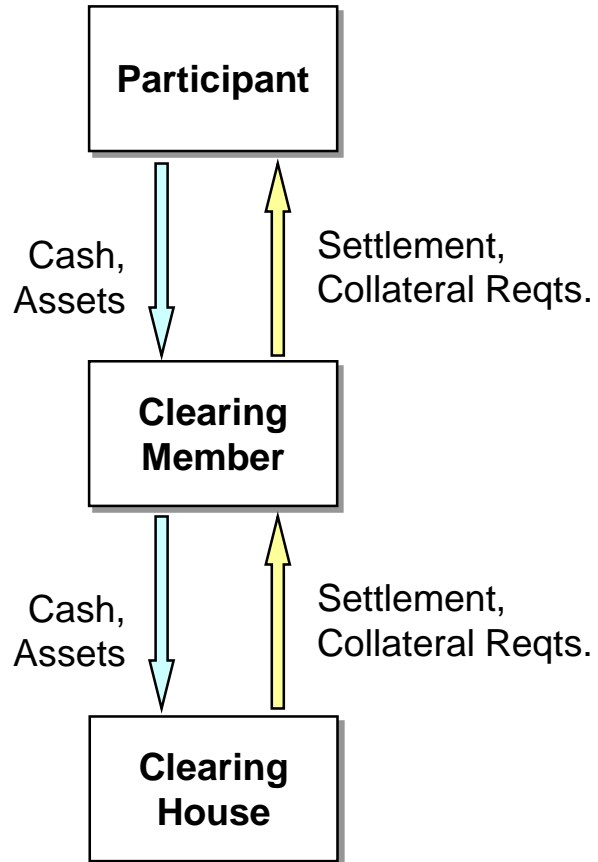 Participant
Cash,
Assets
Settlement,
Collateral Reqts.
Clearing
Member
Cash,
Assets
Settlement,
Collateral Reqts.
Clearing
House